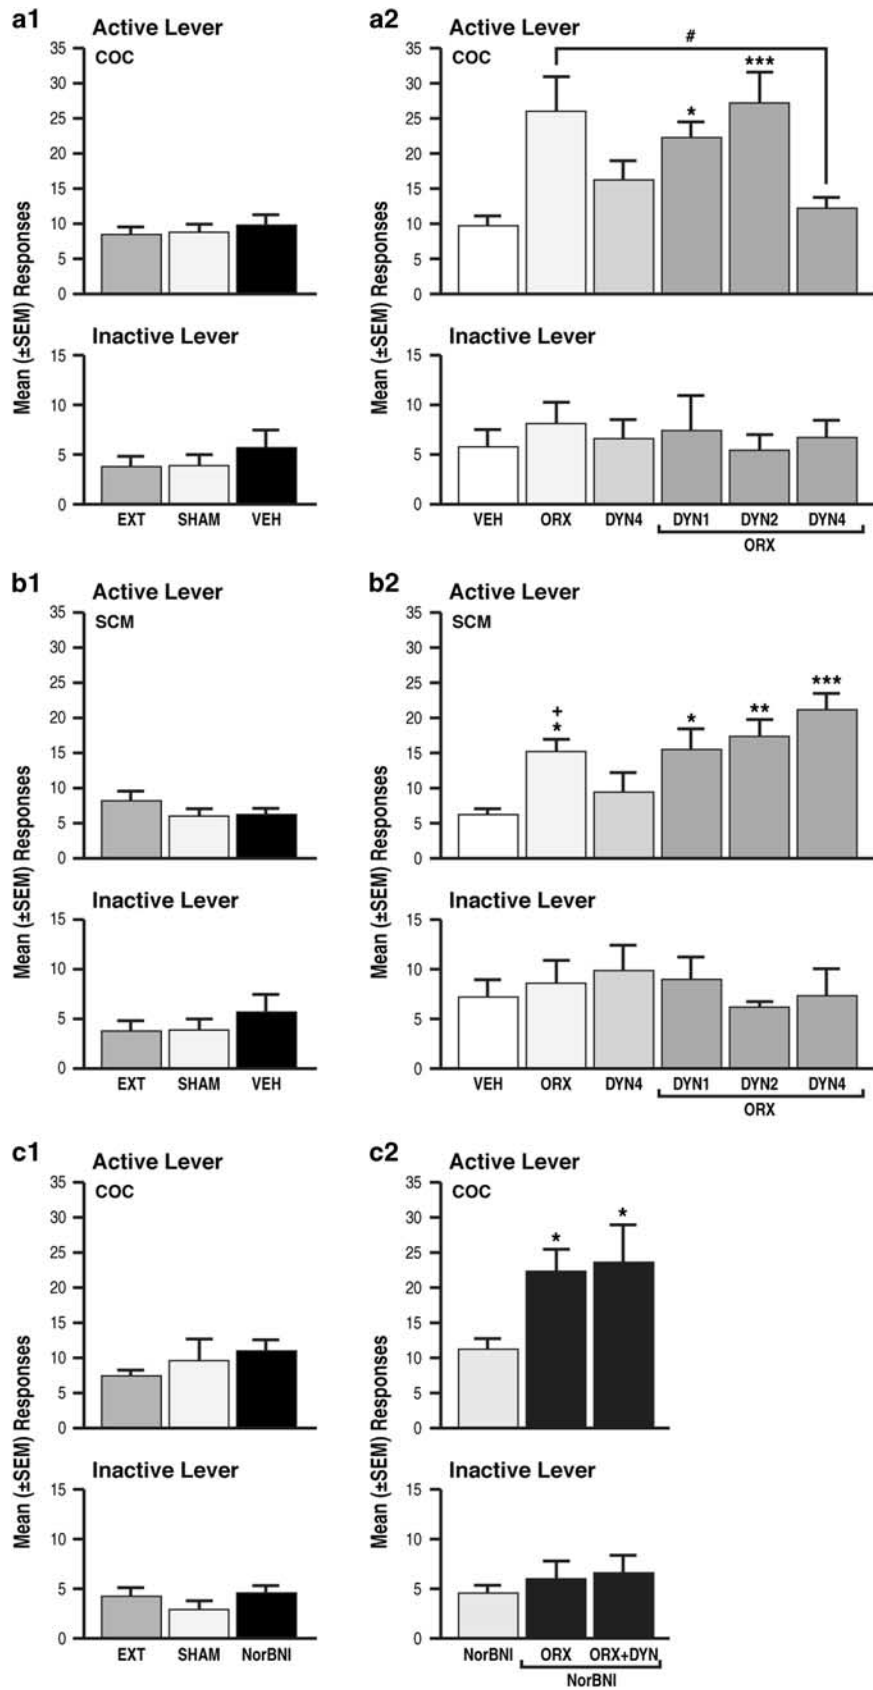 a1
Active Lever
COC
35
30
25
20
15
10
5
0
Inactive Lever
15
10
5
0
EXT SHAM VEH
Mean (±SEM) Responses
a2
Active Lever
COC
#
* ***
35
30
25
20
15
10
5
0
Inactive Lever
15
10
5
0
VEH ORX DYN4 DYN1 DYN2 DYN4
ORX
Mean (±SEM) Responses
b1
Active Lever
SCM
35
30
25
20
15
10
5
0
Inactive Lever
15
10
5
0
EXT SHAM VEH
Mean (±SEM) Responses
b2
Active Lever
SCM
+
* * ** ***
35
30
25
20
15
10
5
0
Inactive Lever
15
10
5
0
VEH ORX DYN4 DYN1 DYN2 DYN4
ORX
Mean (±SEM) Responses
c1
Active Lever
COC
35
30
25
20
15
10
5
0
Inactive Lever
15
10
5
0
EXT SHAM NorBNI
Mean (±SEM) Responses
c2
Active Lever
COC
* *
35
30
25
20
15
10
5
0
Inactive Lever
15
10
5
0
NorBNI ORX ORX+DYN
NorBNI
Mean (±SEM) Responses